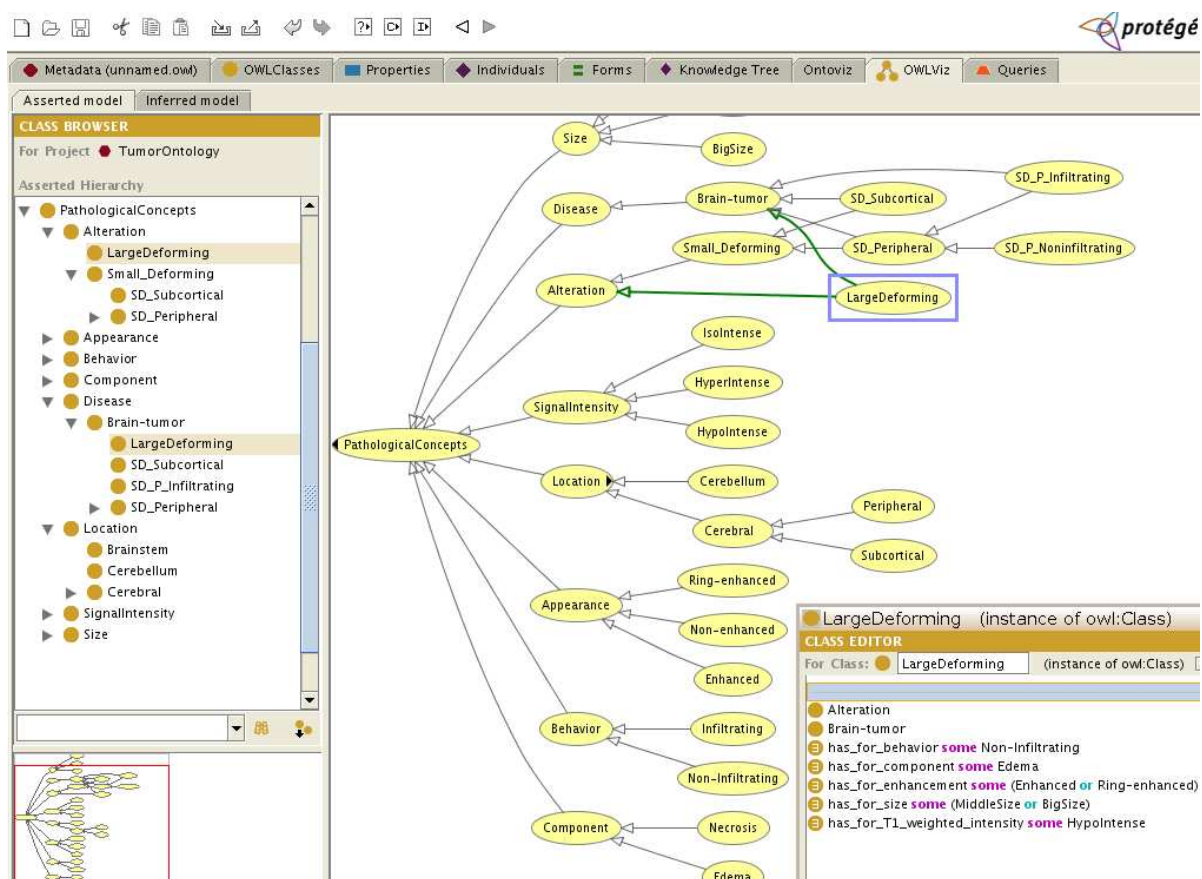 protégé
Metadata (unnamed.owl) OWLClasses Properties Individuals Forms Knowledge Tree Ontoviz OWLViz Queries
Asserted model Inferred model
CLASS BROWSER
For Project TumorOntology
Asserted Hierarchy
PathologicalConcepts
Alteration
LargeDeforming
Small_Deforming
SD_Subcortical
SD_Peripheral
Appearance
Behavior
Component
Disease
Brain-tumor
LargeDeforming
SD_Subcortical
SD_P_Infiltrating
SD_Peripheral
Location
Brainstem
Cerebellum
Cerebral
SignalIntensity
Size
Size
BigSize
Disease
Brain-tumor
SD_Subcortical
SD_P_Infiltrating
Small_Deforming
SD_Peripheral
SD_P_Noninfiltrating
Alteration
LargeDeforming
IsoIntense
HyperIntense
SignalIntensity
HypoIntense
PathologicalConcepts
Location
Cerebellum
Cerebral
Peripheral
Subcortical
Ring-enhanced
Appearance
Non-enhanced
Enhanced
Behavior
Infiltrating
Non-Infiltrating
Component
Necrosis
Edema
LargeDeforming (instance of owl:Class)
CLASS EDITOR
For Class: LargeDeforming (instance of owl:Class)
Alteration
Brain-tumor
has_for_behavior some Non-Infiltrating
has_for_component some Edema
has_for_enhancement some (Enhanced or Ring-enhanced)
has_for_size some (MiddleSize or BigSize)
has_for_T1_weighted_intensity some HypoIntense